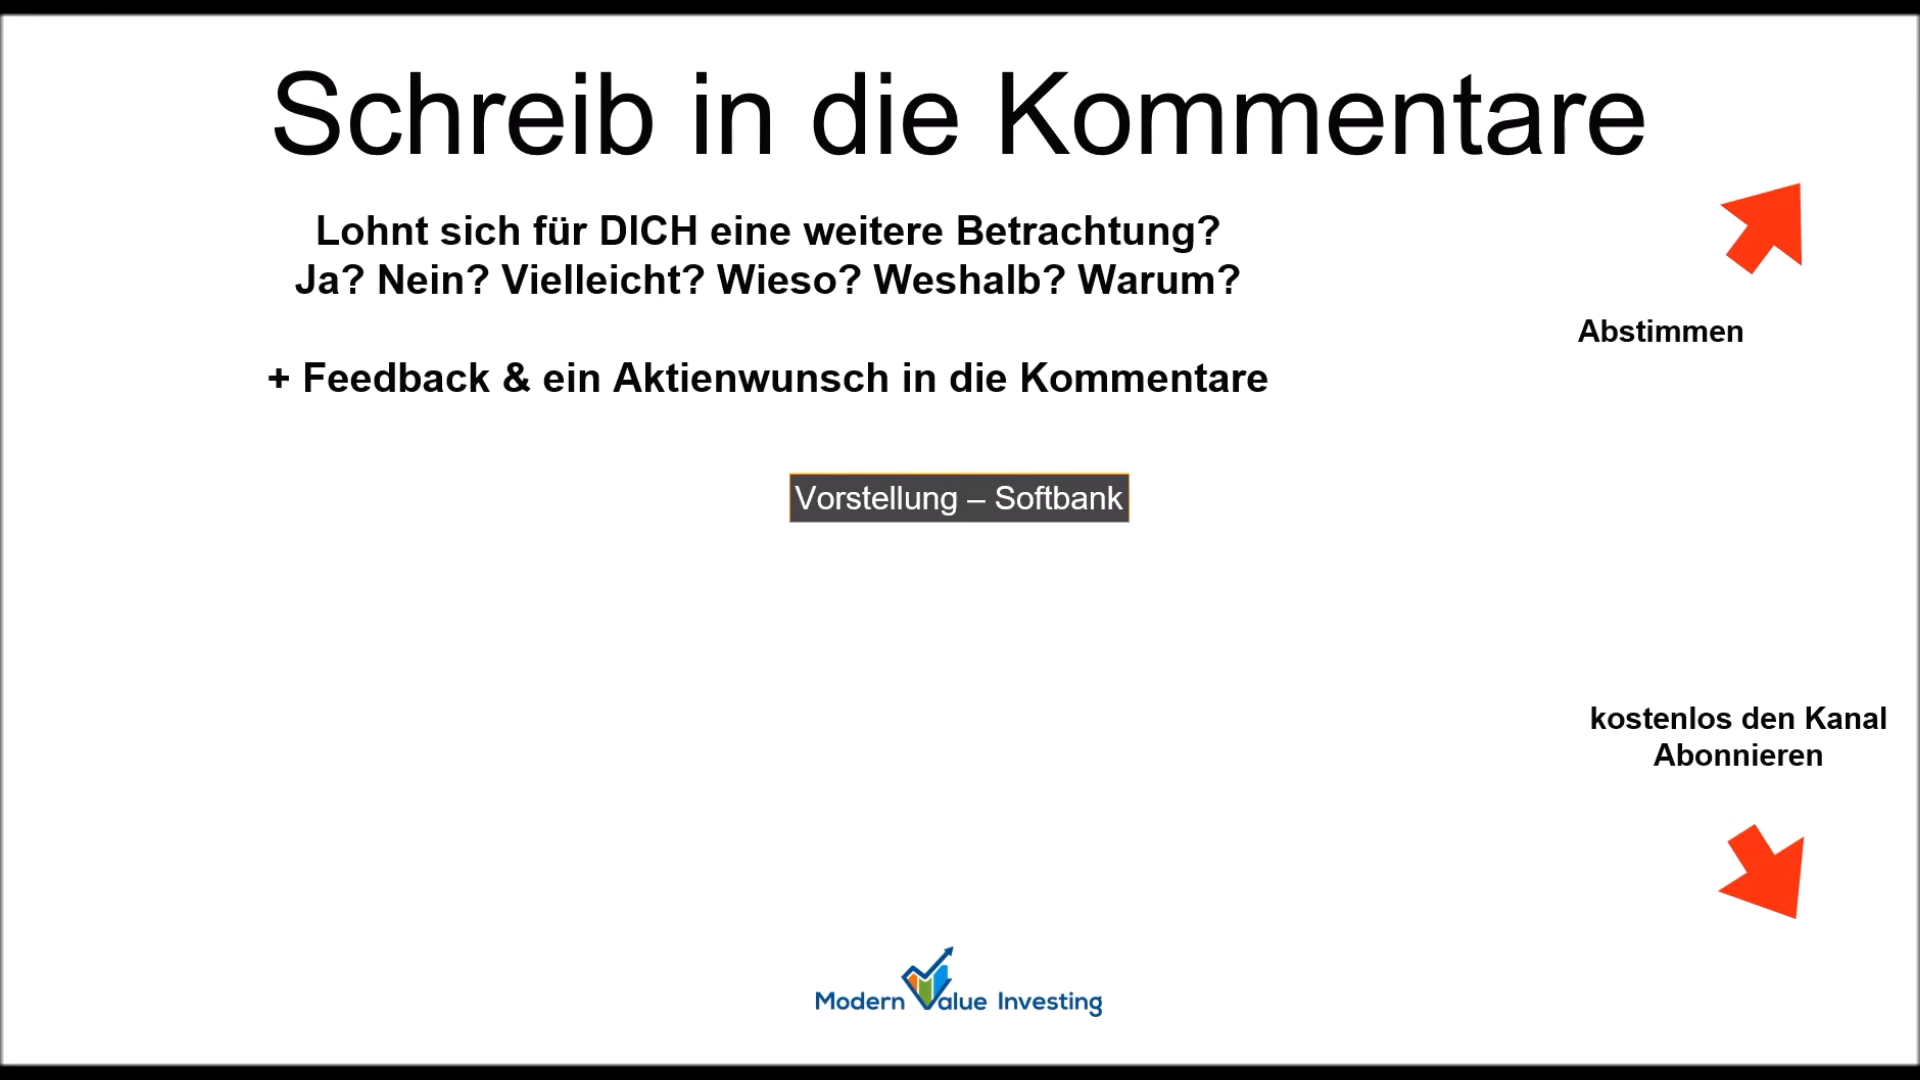 Schreib in die Kommentare
Lohnt sich für DICH eine weitere Betrachtung?
Ja? Nein? Vielleicht? Wieso? Weshalb? Warum?
Abstimmen
+ Feedback & ein Aktienwunsch in die Kommentare
Vorstellung – Softbank
kostenlos den Kanal
Abonnieren
Modern Value Investing